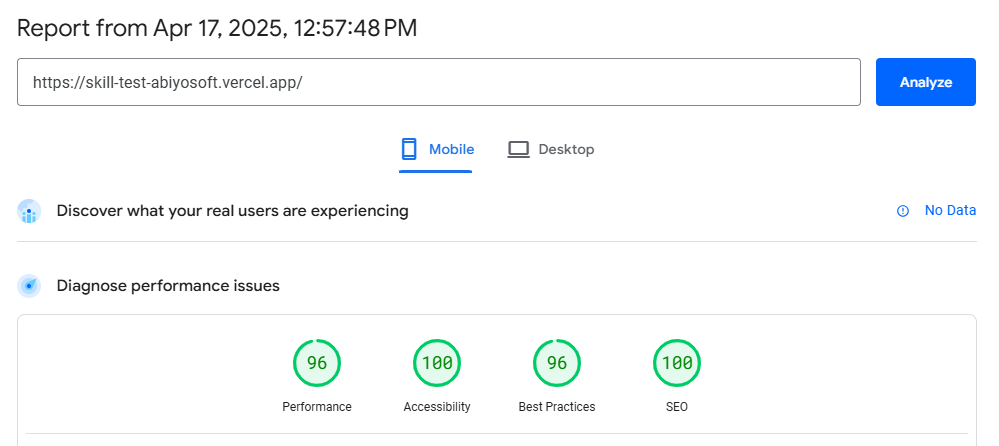 Report from Apr 17, 2025, 12:57:48 PM
https://skill-test-abiyosoft.vercel.app/
Analyze
Mobile
Desktop
Discover what your real users are experiencing
No Data
Diagnose performance issues
96
100
96
100
Performance
Accessibility
Best Practices
SEO